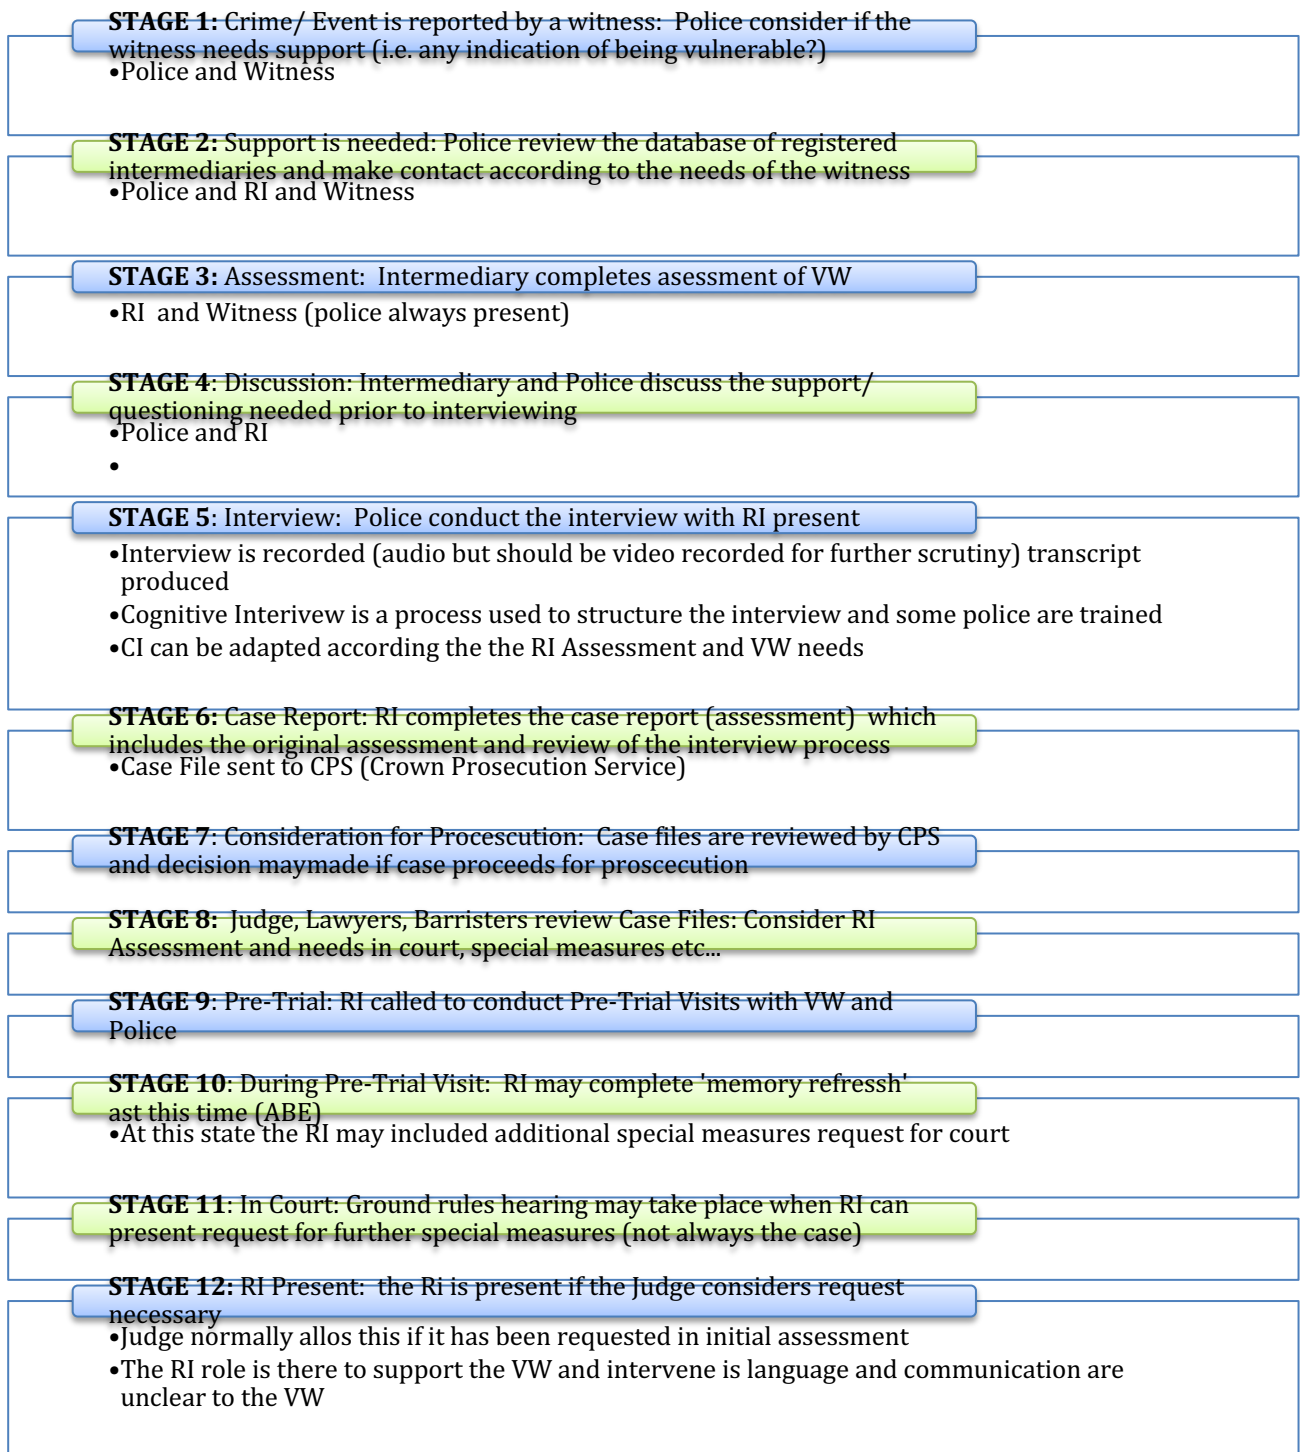 STAGE 1: Crime/ Event is reported by a witness:  Police consider if the
witness needs support (i.e. any indication of being vulnerable?)
•Police and Witness
STAGE 2: Support is needed: Police review the database of registered
intermediaries and make contact according to the needs of the witness
•Police and RI and Witness
STAGE 3: Assessment:  Intermediary completes asessment of VW
•RI  and Witness (police always present)
STAGE 4: Discussion: Intermediary and Police discuss the support/
questioning needed prior to interviewing
•Police and RI
•
STAGE 5: Interview:  Police conduct the interview with RI present
•Interview is recorded (audio but should be video recorded for further scrutiny) transcript
produced
•Cognitive Interivew is a process used to structure the interview and some police are trained
•CI can be adapted according the the RI Assessment and VW needs
STAGE 6: Case Report: RI completes the case report (assessment)  which
includes the original assessment and review of the interview process
•Case File sent to CPS (Crown Prosecution Service)
STAGE 7: Consideration for Procescution:  Case files are reviewed by CPS
and decision maymade if case proceeds for proscecution
STAGE 8:  Judge, Lawyers, Barristers review Case Files: Consider RI
Assessment and needs in court, special measures etc...
STAGE 9: Pre-Trial: RI called to conduct Pre-Trial Visits with VW and
Police
STAGE 10: During Pre-Trial Visit:  RI may complete 'memory refressh'
ast this time (ABE)
•At this state the RI may included additional special measures request for court
STAGE 11: In Court: Ground rules hearing may take place when RI can
present request for further special measures (not always the case)
STAGE 12: RI Present:  the Ri is present if the Judge considers request
necessary
•Judge normally allos this if it has been requested in initial assessment
•The RI role is there to support the VW and intervene is language and communication are
unclear to the VW